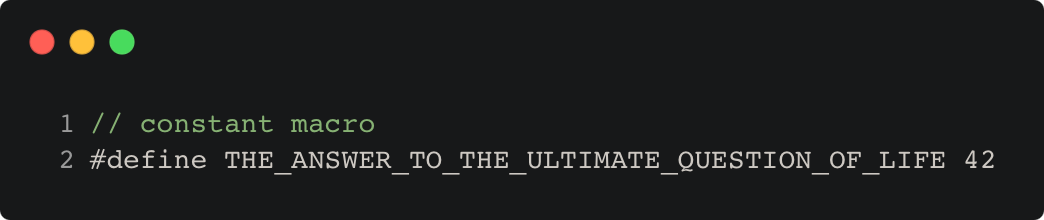 1 // constant macro
2 #define THE_ANSWER_TO_THE_ULTIMATE_QUESTION_OF_LIFE 42